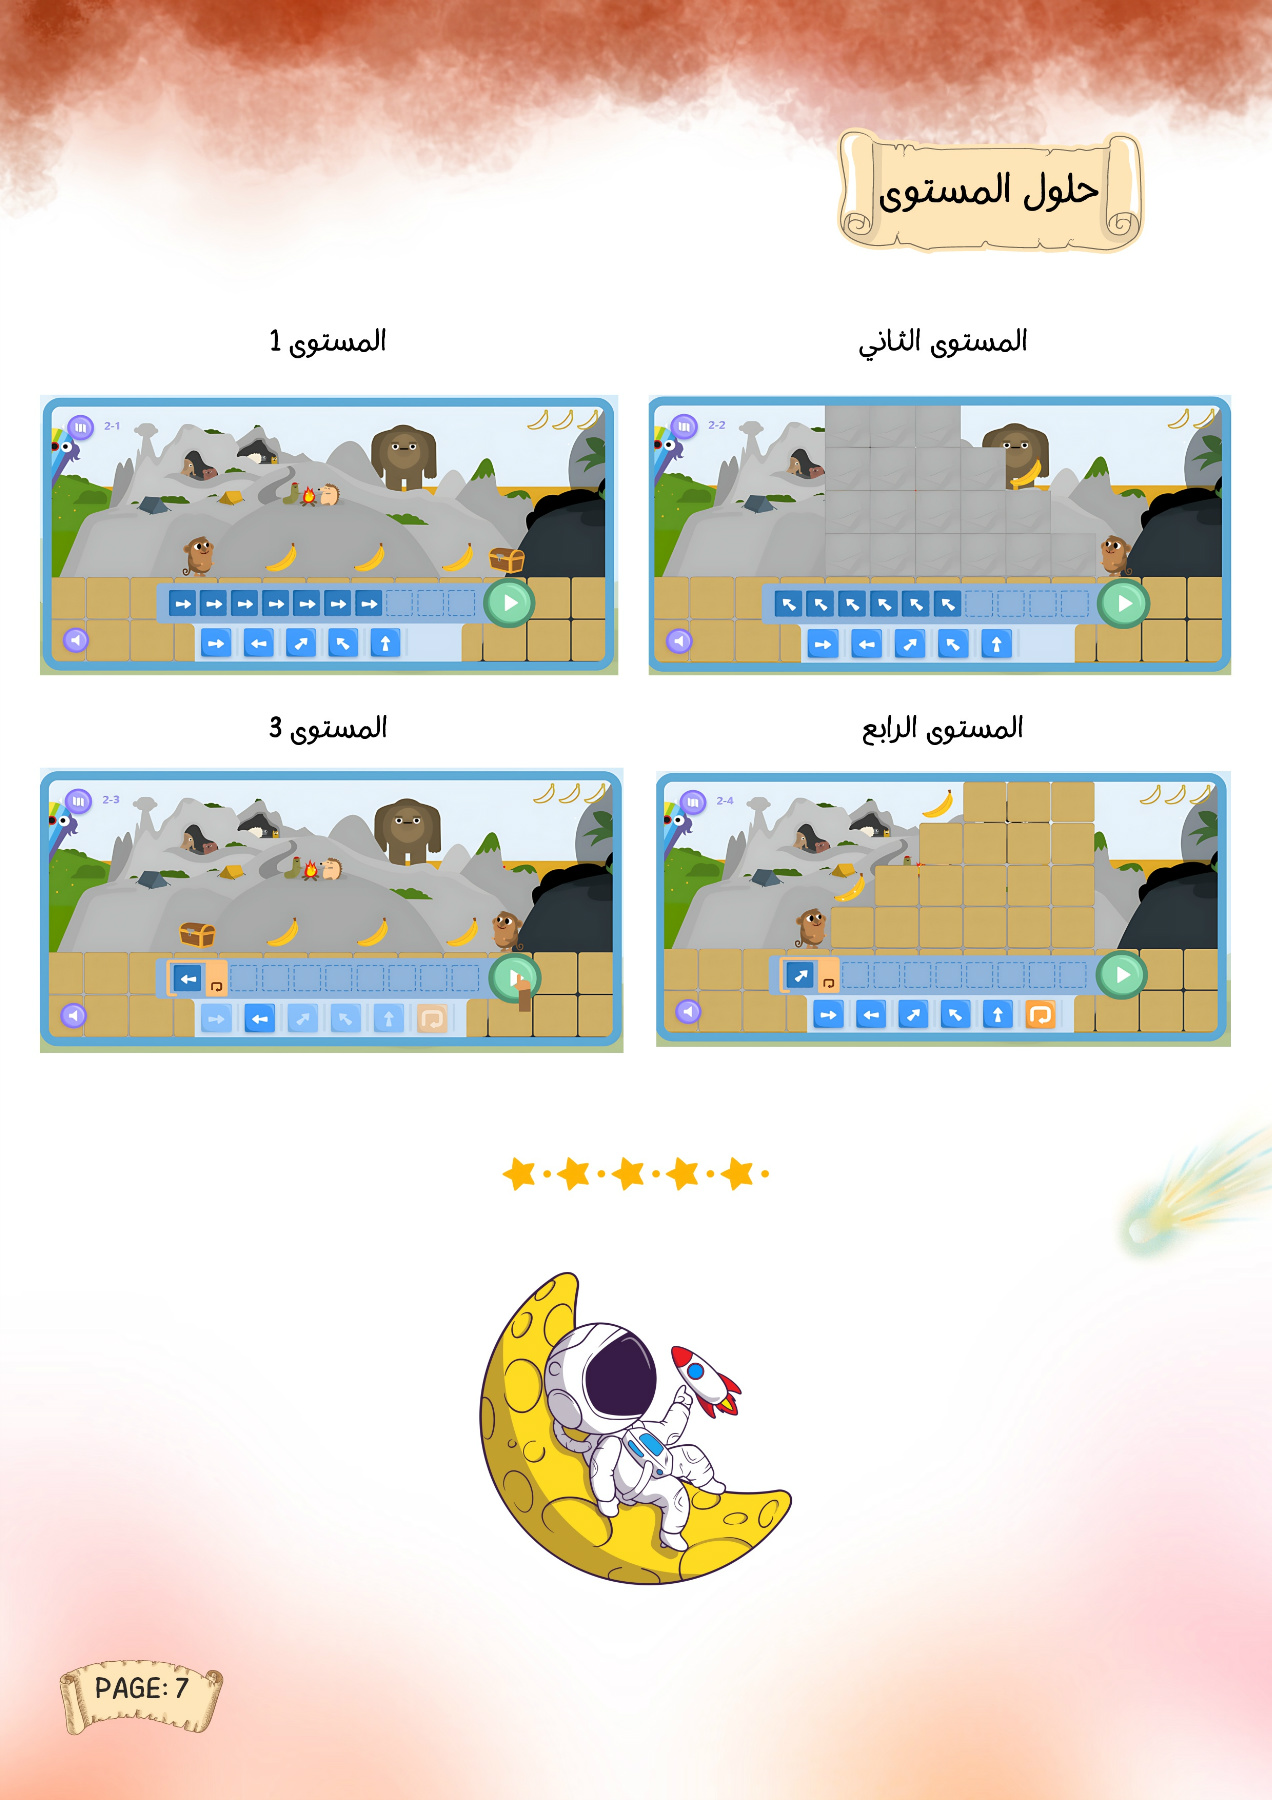 حلول المستوى
المستوى 1
المستوى الثاني
2-1
2-2
المستوى 3
المستوى الرابع
2-3
2-4
PAGE: 7